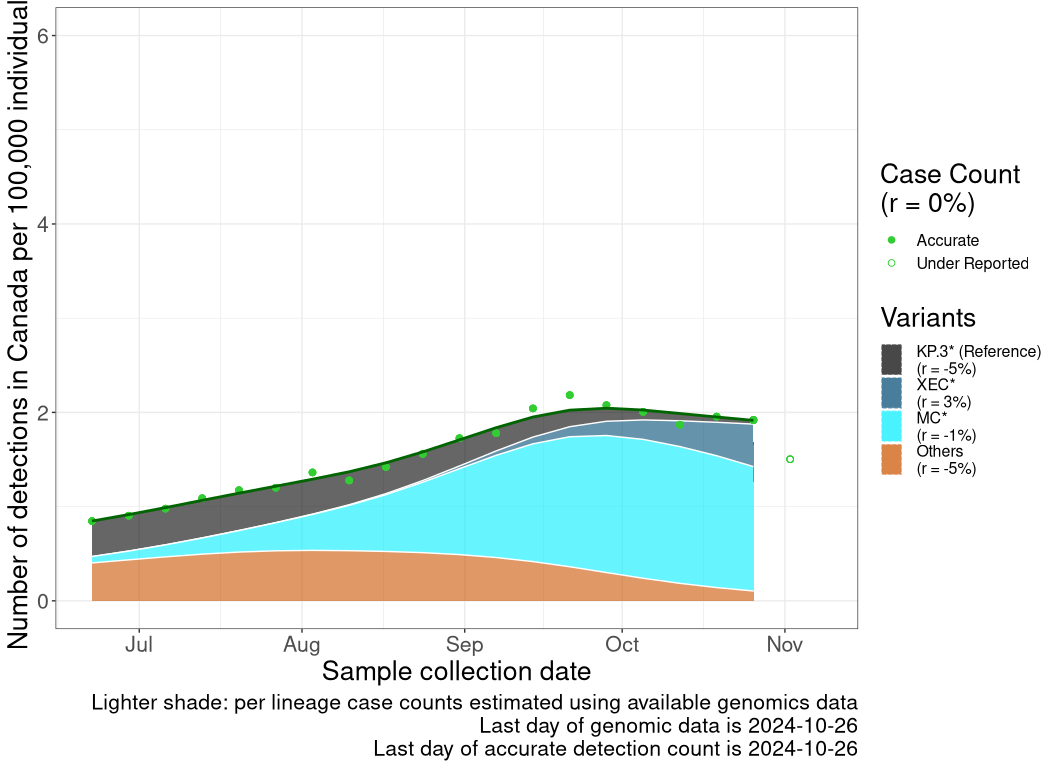 Number of detections in Canada per 100,000 individual
6
4
2
0
Jul Aug Sep Oct Nov
Sample collection date
Lighter shade: per lineage case counts estimated using available genomics data
Last day of genomic data is 2024-10-26
Last day of accurate detection count is 2024-10-26
Case Count
(r = 0%)
Accurate
Under Reported
Variants
KP.3* (Reference)
(r = -5%)
XEC*
(r = 3%)
MC*
(r = -1%)
Others
(r = -5%)